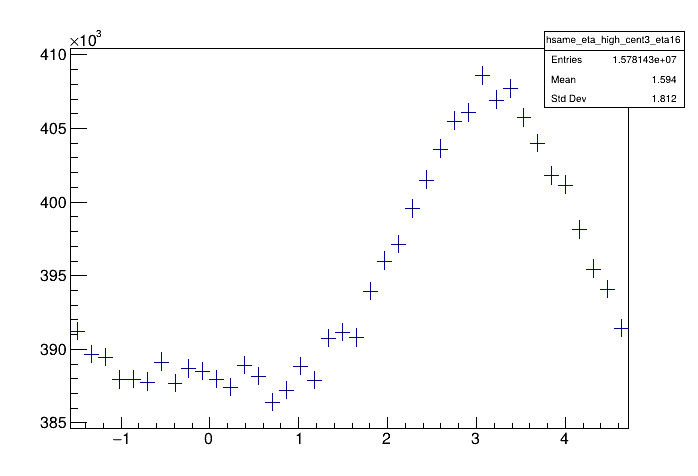 ×10³
hsame_eta_high_cent3_eta16
Entries 1.578143e+07
Mean 1.594
Std Dev 1.812
410
405
400
395
390
385
−1 0 1 2 3 4